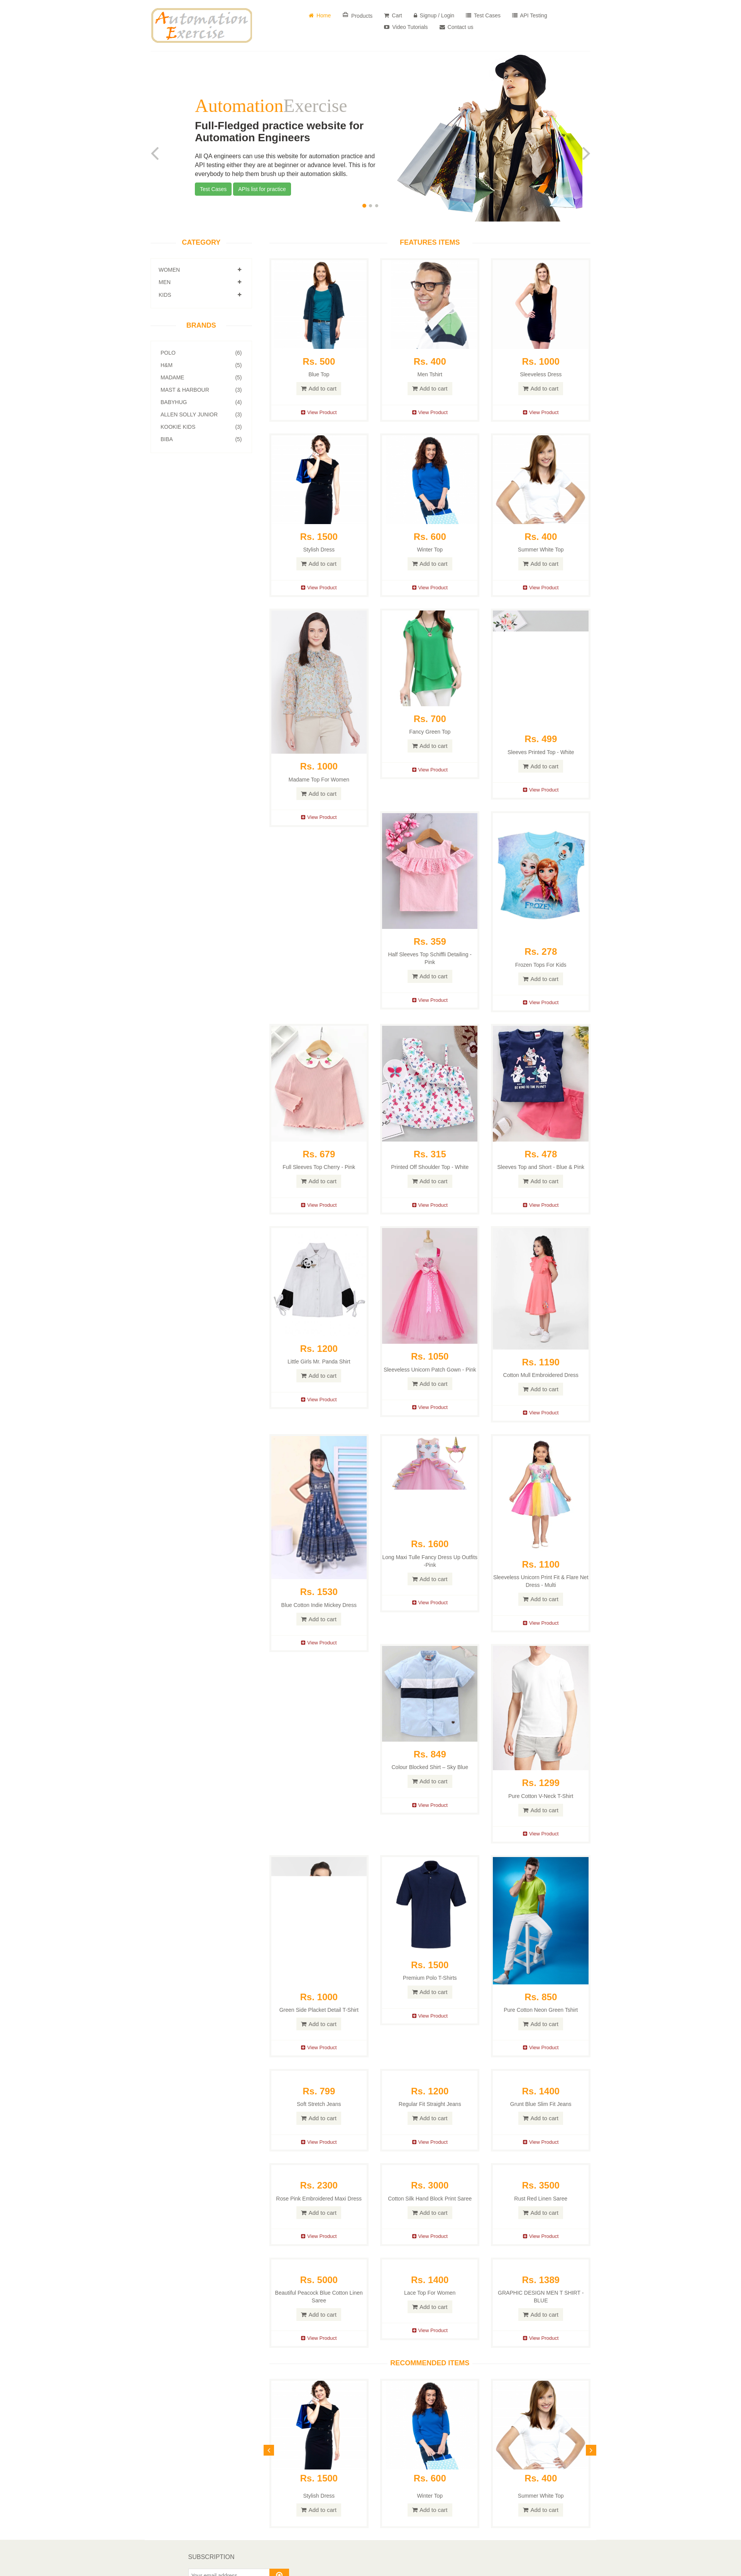 Automation
Exercise
Home
Products
Cart
Signup / Login
Test Cases
API Testing
Video Tutorials
Contact us
AutomationExercise
Full-Fledged practice website for
Automation Engineers
All QA engineers can use this website for automation practice and
API testing either they are at beginner or advance level. This is for
everybody to help them brush up their automation skills.
Test Cases
APIs list for practice
CATEGORY
WOMEN
MEN
KIDS
BRANDS
POLO (6)
H&M (5)
MADAME (5)
MAST & HARBOUR (3)
BABYHUG (4)
ALLEN SOLLY JUNIOR (3)
KOOKIE KIDS (3)
BIBA (5)
FEATURES ITEMS
Rs. 500
Blue Top
Add to cart
View Product
Rs. 400
Men Tshirt
Add to cart
View Product
Rs. 1000
Sleeveless Dress
Add to cart
View Product
Rs. 1500
Stylish Dress
Add to cart
View Product
Rs. 600
Winter Top
Add to cart
View Product
Rs. 400
Summer White Top
Add to cart
View Product
Rs. 1000
Madame Top For Women
Add to cart
View Product
Rs. 700
Fancy Green Top
Add to cart
View Product
Rs. 499
Sleeves Printed Top - White
Add to cart
View Product
Rs. 359
Half Sleeves Top Schiffli Detailing -
Pink
Add to cart
View Product
FROZEN
Rs. 278
Frozen Tops For Kids
Add to cart
View Product
Rs. 679
Full Sleeves Top Cherry - Pink
Add to cart
View Product
Rs. 315
Printed Off Shoulder Top - White
Add to cart
View Product
Rs. 478
Sleeves Top and Short - Blue & Pink
Add to cart
View Product
Rs. 1200
Little Girls Mr. Panda Shirt
Add to cart
View Product
Rs. 1050
Sleeveless Unicorn Patch Gown - Pink
Add to cart
View Product
Rs. 1190
Cotton Mull Embroidered Dress
Add to cart
View Product
Rs. 1530
Blue Cotton Indie Mickey Dress
Add to cart
View Product
Rs. 1600
Long Maxi Tulle Fancy Dress Up Outfits
-Pink
Add to cart
View Product
Rs. 1100
Sleeveless Unicorn Print Fit & Flare Net
Dress - Multi
Add to cart
View Product
Rs. 849
Colour Blocked Shirt – Sky Blue
Add to cart
View Product
Rs. 1299
Pure Cotton V-Neck T-Shirt
Add to cart
View Product
Rs. 1000
Green Side Placket Detail T-Shirt
Add to cart
View Product
Rs. 1500
Premium Polo T-Shirts
Add to cart
View Product
Rs. 850
Pure Cotton Neon Green Tshirt
Add to cart
View Product
Rs. 799
Soft Stretch Jeans
Add to cart
View Product
Rs. 1200
Regular Fit Straight Jeans
Add to cart
View Product
Rs. 1400
Grunt Blue Slim Fit Jeans
Add to cart
View Product
Rs. 2300
Rose Pink Embroidered Maxi Dress
Add to cart
View Product
Rs. 3000
Cotton Silk Hand Block Print Saree
Add to cart
View Product
Rs. 3500
Rust Red Linen Saree
Add to cart
View Product
Rs. 5000
Beautiful Peacock Blue Cotton Linen
Saree
Add to cart
View Product
Rs. 1400
Lace Top For Women
Add to cart
View Product
Rs. 1389
GRAPHIC DESIGN MEN T SHIRT -
BLUE
Add to cart
View Product
RECOMMENDED ITEMS
Rs. 1500
Stylish Dress
Add to cart
Rs. 600
Winter Top
Add to cart
Rs. 400
Summer White Top
Add to cart
SUBSCRIPTION
Your email address